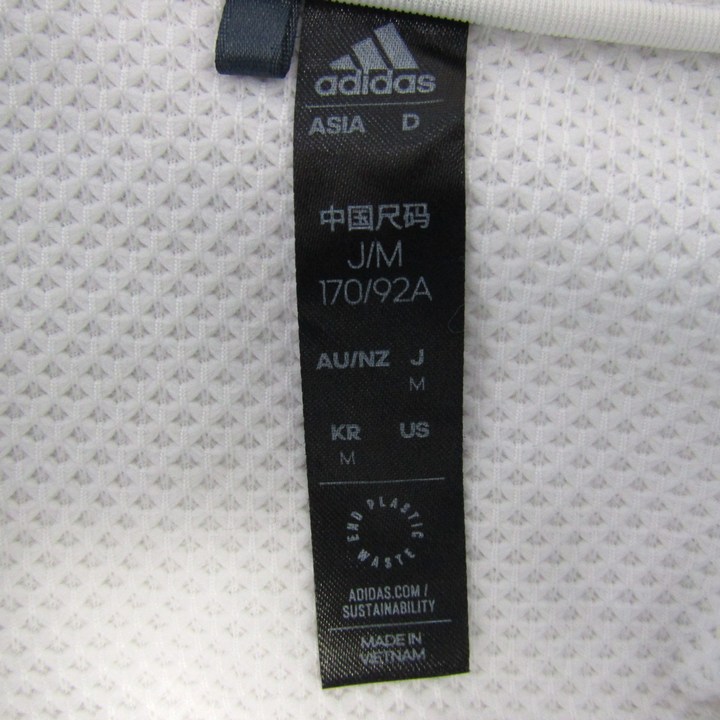 adidas
ASIA D
中国尺码
J/M
170/92A
AU/NZ J
M
KR US
M
END PLASTIC WASTE
ADIDAS.COM/
SUSTAINABILITY
MADE IN
VIETNAM